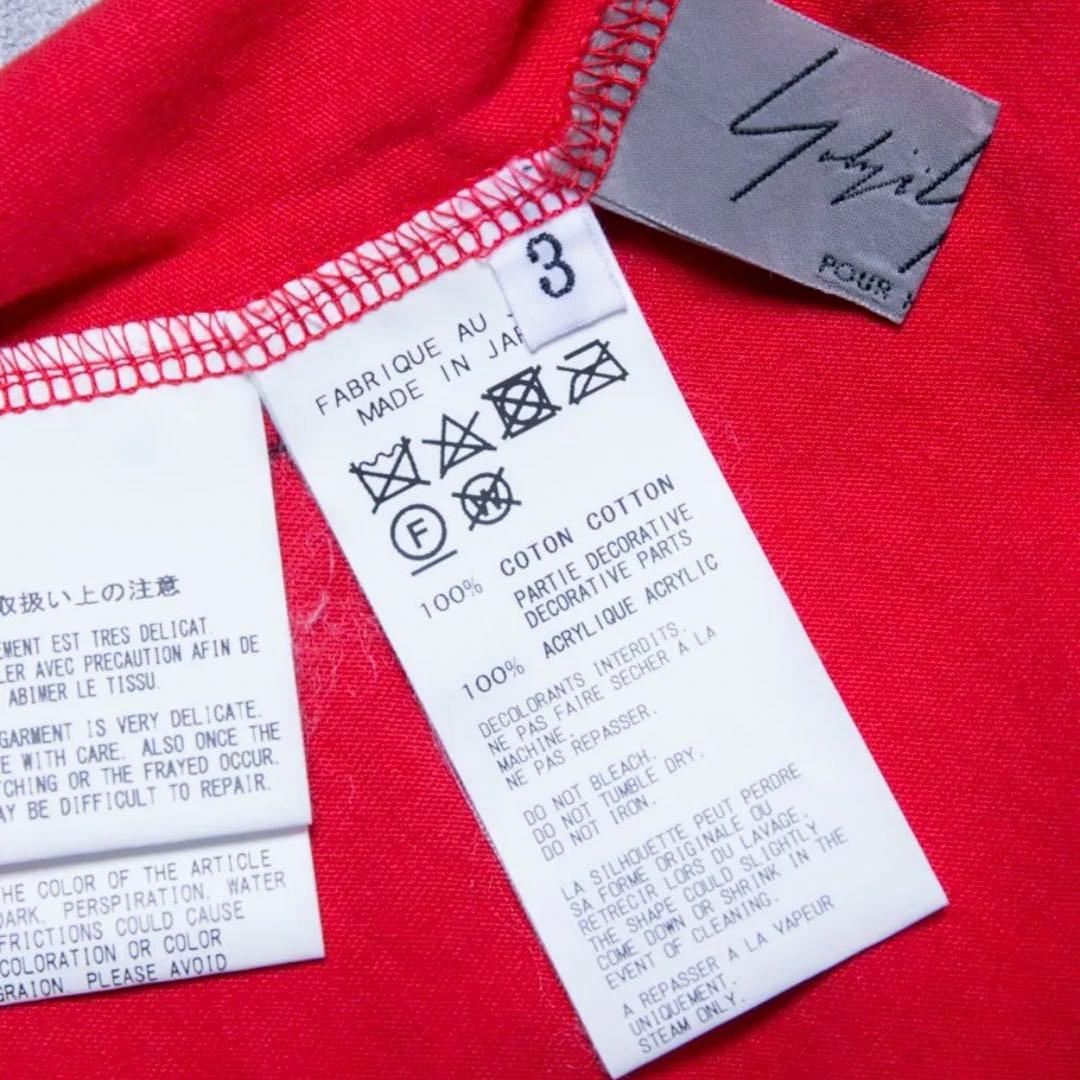 Yohji
POUR
3
FABRIQUE AU
MADE IN JAP
F
W
100% COTON COTTON
PARTIE DECORATIVE
DECORATIVE PARTS
100% ACRYLIQUE ACRYLIC
DECOLORANTS INTERDITS.
NE PAS FAIRE SECHER A LA
MACHINE.
NE PAS REPASSER.
DO NOT BLEACH.
DO NOT TUMBLE DRY.
DO NOT IRON.
LA SILHOUETTE PEUT PERDRE
SA FORME ORIGINALE OU
RETRECIR LORS DU LAVAGE.
THE SHAPE COULD SLIGHTLY
COME DOWN OR SHRINK IN THE
EVENT OF CLEANING.
A REPASSER A LA VAPEUR
UNIQUEMENT.
STEAM ONLY.
取扱い上の注意
EMENT EST TRES DELICAT.
LER AVEC PRECAUTION AFIN DE
ABIMER LE TISSU.
GARMENT IS VERY DELICATE.
E WITH CARE. ALSO ONCE THE
TCHING OR THE FRAYED OCCUR.
AY BE DIFFICULT TO REPAIR.
HE COLOR OF THE ARTICLE
DARK. PERSPIRATION, WATER
FRICTIONS COULD CAUSE
COLORATION OR COLOR
GRAION. PLEASE AVOID